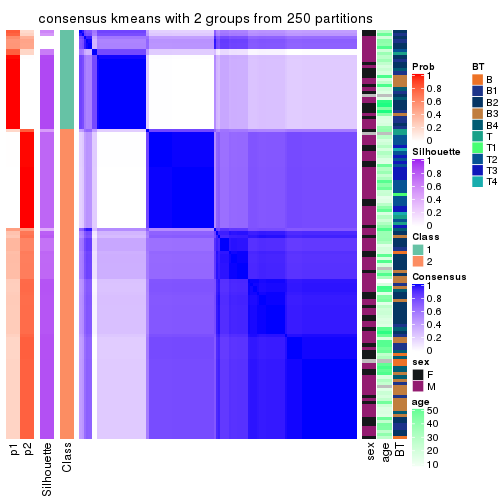 consensus kmeans with 2 groups from 250 partitions
Prob
1
0.8
0.6
0.4
0.2
0
Silhouette
1
0.8
0.6
0.4
0.2
0
Class
1
2
Consensus
1
0.8
0.6
0.4
0.2
0
sex
F
M
age
50
40
30
20
10
BT
B
B1
B2
B3
B4
T
T1
T2
T3
T4
p1
p2
Silhouette
Class
sex
age
BT